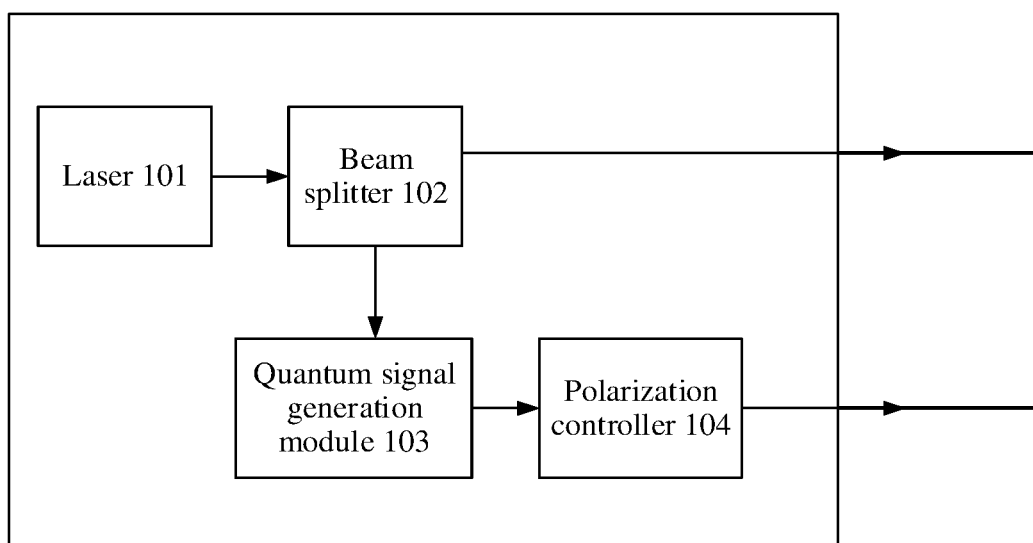 Laser 101
Beam
splitter 102
Quantum signal
generation
module 103
Polarization
controller 104